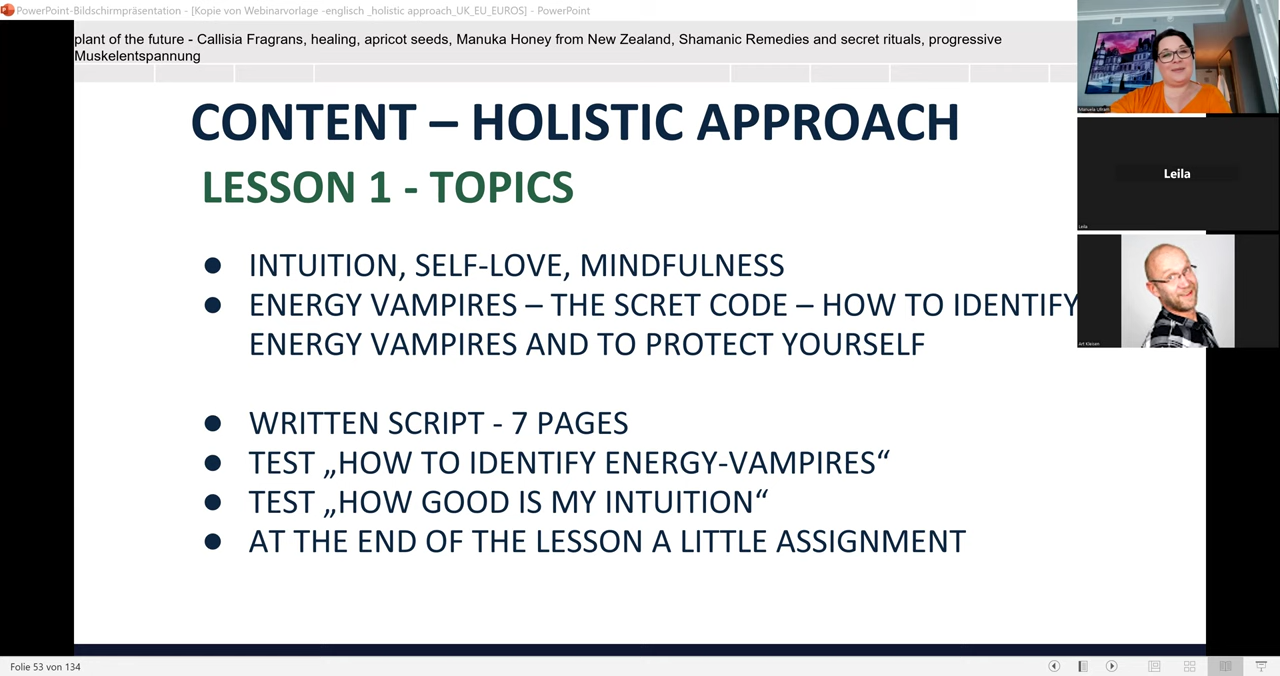 PowerPoint-Bildschirmpräsentation - [Kopie von Webinarvorlage -englisch _holistic approach_UK_EU_EUROS] - PowerPoint
plant of the future - Callisia Fragrans, healing, apricot seeds, Manuka Honey from New Zealand, Shamanic Remedies and secret rituals, progressive
Muskelentspannung
CONTENT – HOLISTIC APPROACH
LESSON 1 - TOPICS
● INTUITION, SELF-LOVE, MINDFULNESS
● ENERGY VAMPIRES – THE SCRET CODE – HOW TO IDENTIFY
ENERGY VAMPIRES AND TO PROTECT YOURSELF
● WRITTEN SCRIPT - 7 PAGES
● TEST „HOW TO IDENTIFY ENERGY-VAMPIRES“
● TEST „HOW GOOD IS MY INTUITION“
● AT THE END OF THE LESSON A LITTLE ASSIGNMENT
Leila
Leila
Folie 53 von 134